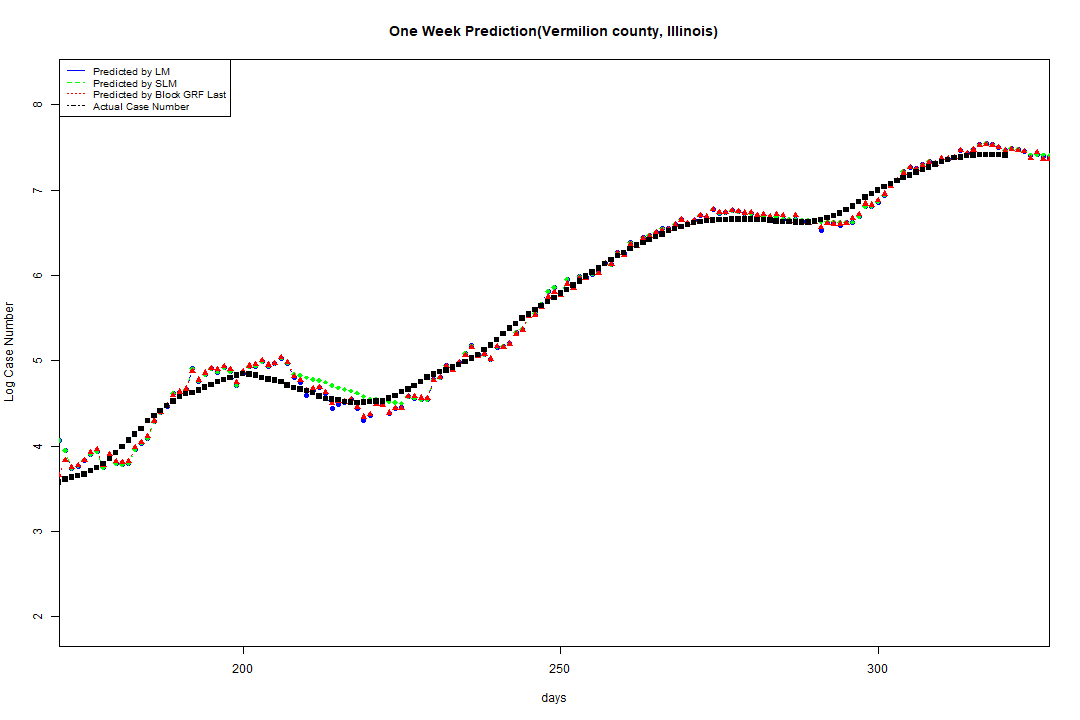 One Week Prediction(Vermilion county, Illinois)
Predicted by LM
Predicted by SLM
Predicted by Block GRF Last
Actual Case Number
8
7
6
5
4
3
2
Log Case Number
200
250
300
days